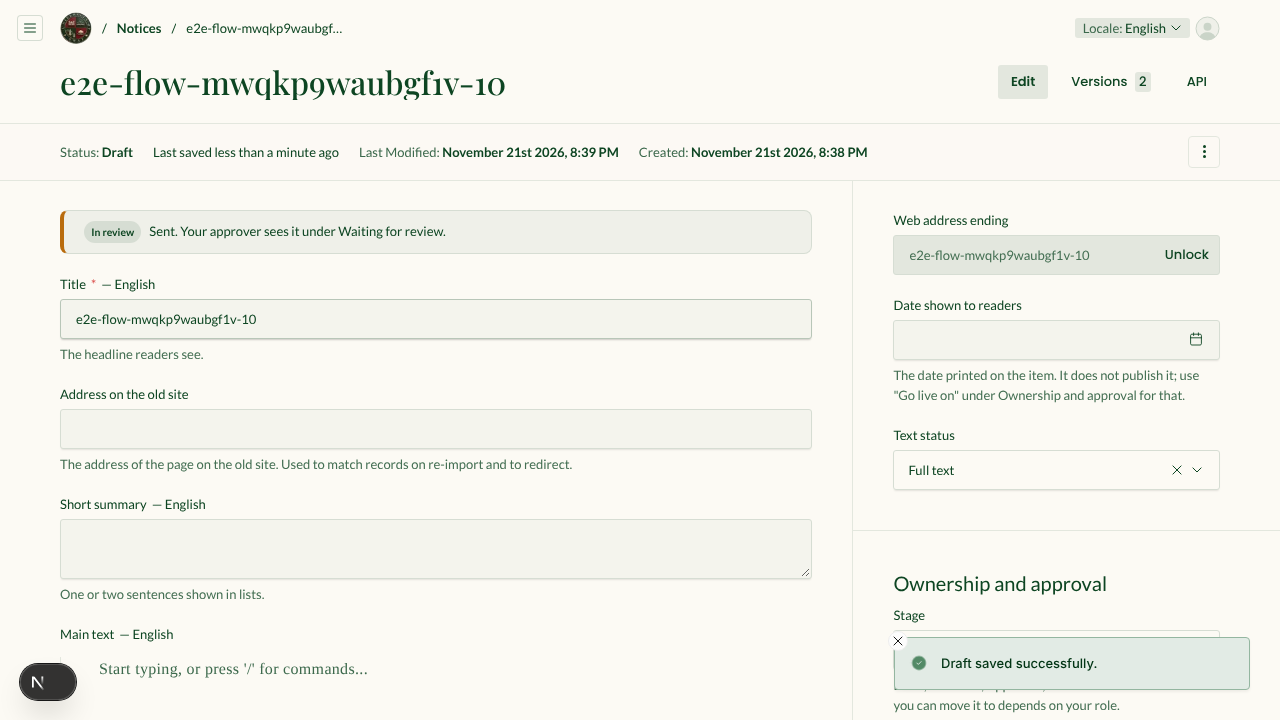 / Notices / e2e-flow-mwqkp9waubgf...
Locale: English
e2e-flow-mwqkp9waubgf1v-10
Edit
Versions 2
API
Status: Draft
Last saved less than a minute ago
Last Modified: November 21st 2026, 8:39 PM
Created: November 21st 2026, 8:38 PM
In review Sent. Your approver sees it under Waiting for review.
Title * — English
e2e-flow-mwqkp9waubgf1v-10
The headline readers see.
Address on the old site
The address of the page on the old site. Used to match records on re-import and to redirect.
Short summary — English
One or two sentences shown in lists.
Main text — English
Start typing, or press '/' for commands...
N
Web address ending
e2e-flow-mwqkp9waubgf1v-10
Unlock
Date shown to readers
The date printed on the item. It does not publish it; use
"Go live on" under Ownership and approval for that.
Text status
Full text
Ownership and approval
Stage
Draft saved successfully.
you can move it to depends on your role.